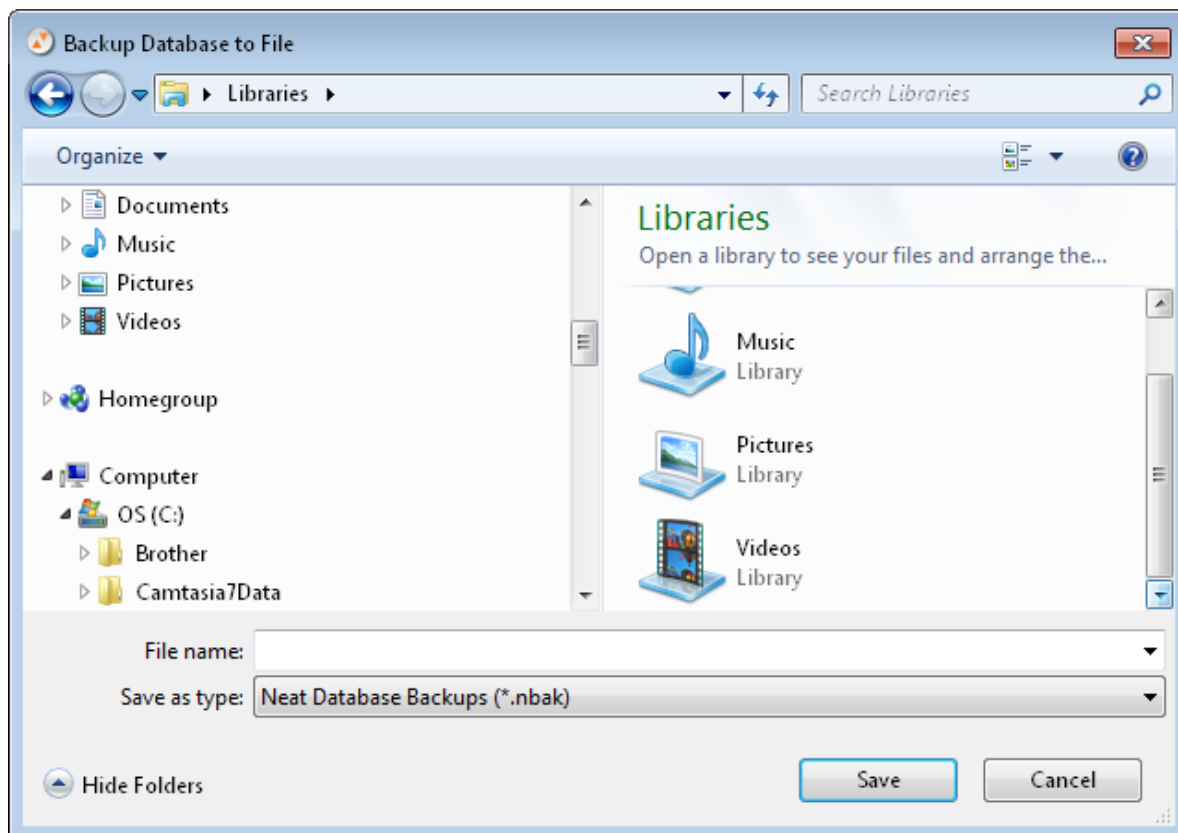 Backup Database to File
Libraries
Search Libraries
Organize
Documents
Music
Pictures
Videos
Homegroup
Computer
OS (C:)
Brother
Camtasia7Data
Libraries
Open a library to see your files and arrange the...
Music
Library
Pictures
Library
Videos
Library
File name:
Save as type: Neat Database Backups (*.nbak)
Hide Folders
Save
Cancel